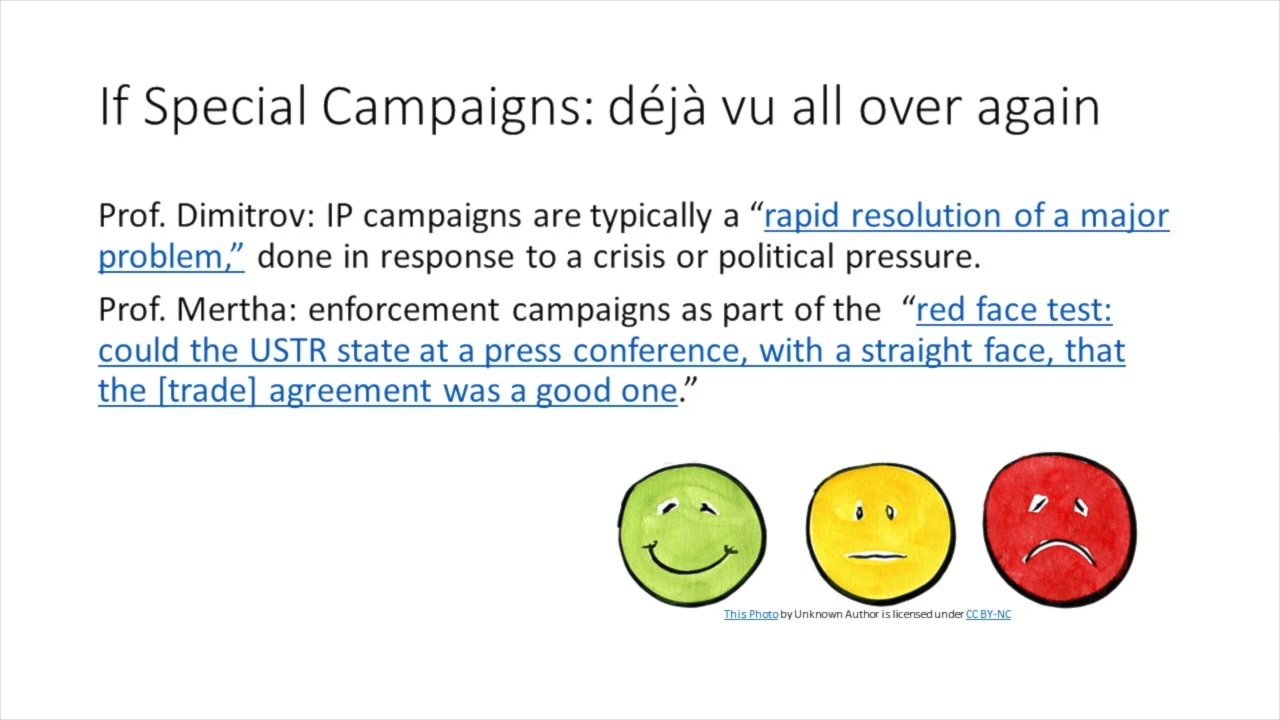 If Special Campaigns: déjà vu all over again
Prof. Dimitrov: IP campaigns are typically a “rapid resolution of a major
problem,” done in response to a crisis or political pressure.
Prof. Mertha: enforcement campaigns as part of the “red face test:
could the USTR state at a press conference, with a straight face, that
the [trade] agreement was a good one.”
This Photo by Unknown Author is licensed under CC BY-NC